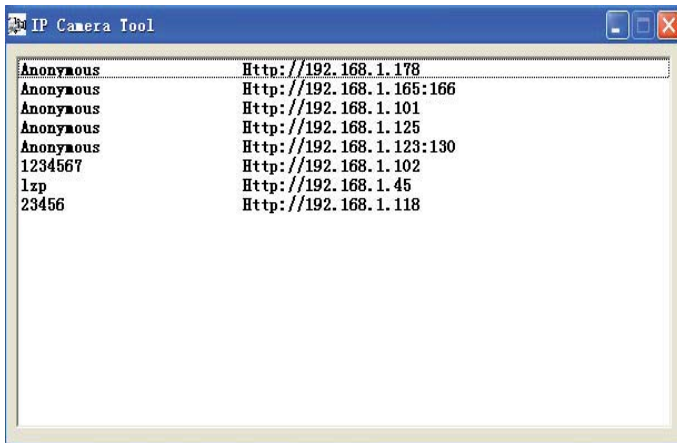 IP Camera Tool
Anonymous Http://192.168.1.178
Anonymous Http://192.168.1.165:166
Anonymous Http://192.168.1.101
Anonymous Http://192.168.1.125
Anonymous Http://192.168.1.123:130
1234567 Http://192.168.1.102
lzp Http://192.168.1.45
23456 Http://192.168.1.118